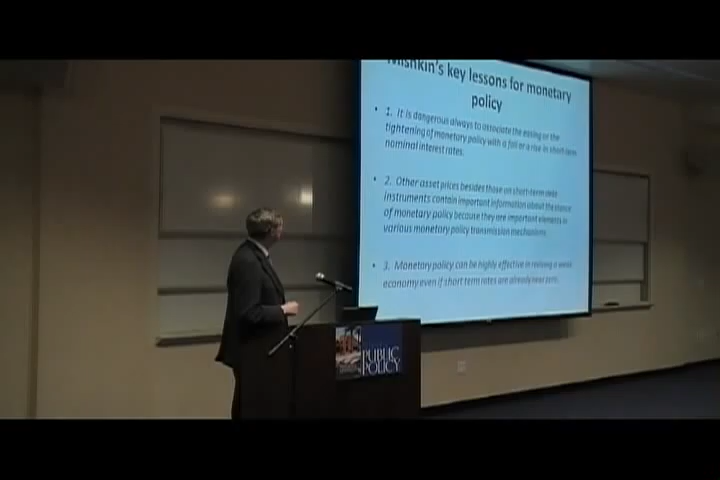 Mishkin's key lessons for monetary
policy
• 1. It is dangerous always to associate the easing or the
tightening of monetary policy with a fall or a rise in short-term
nominal interest rates.
• 2. Other asset prices besides those on short-term debt
instruments contain important information about the stance
of monetary policy because they are important elements in
various monetary policy transmission mechanisms.
• 3. Monetary policy can be highly effective in reviving a weak
economy even if short term rates are already near zero.
PUBLIC
POLICY